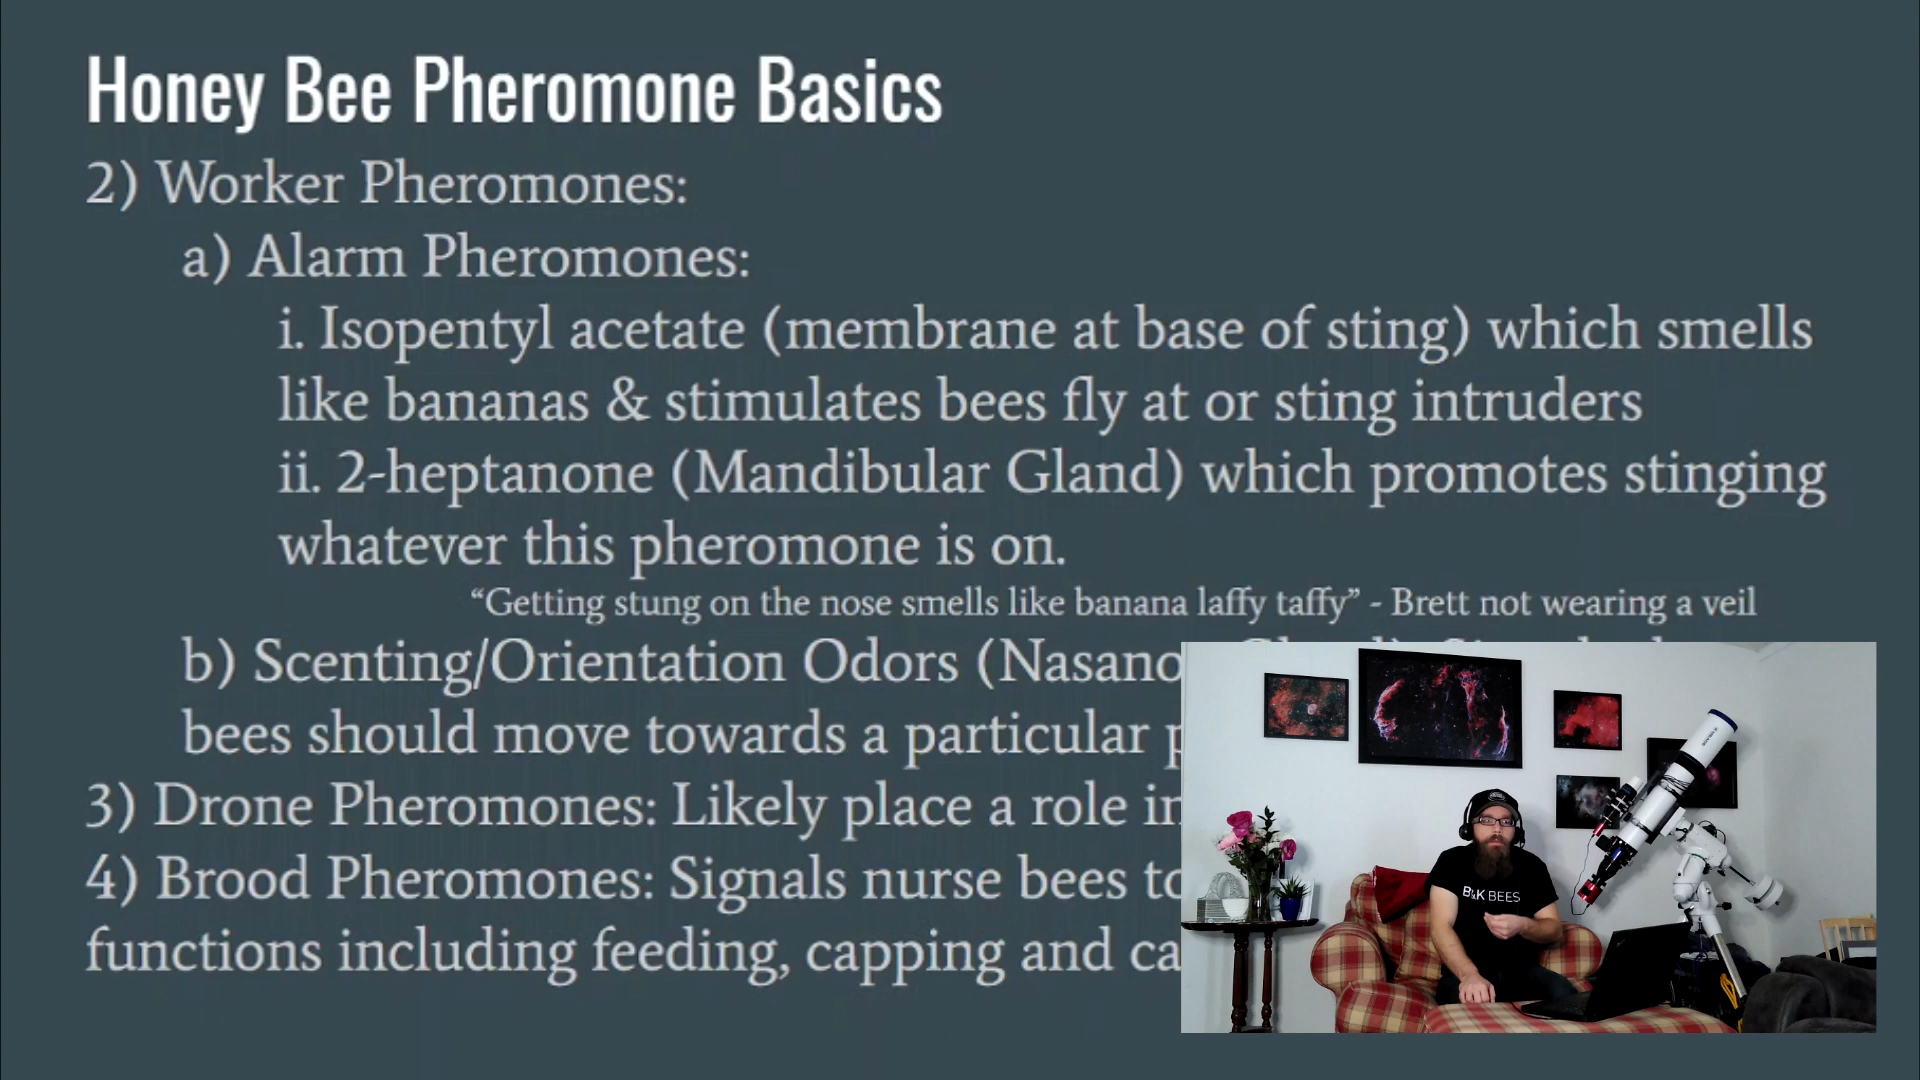 Honey Bee Pheromone Basics
2) Worker Pheromones:
a) Alarm Pheromones:
i. Isopentyl acetate (membrane at base of sting) which smells
like bananas & stimulates bees fly at or sting intruders
ii. 2-heptanone (Mandibular Gland) which promotes stinging
whatever this pheromone is on.
“Getting stung on the nose smells like banana laffy taffy” - Brett not wearing a veil
b) Scenting/Orientation Odors (Nasano
bees should move towards a particular
3) Drone Pheromones: Likely place a role in
4) Brood Pheromones: Signals nurse bees to
functions including feeding, capping and ca
B&K BEES